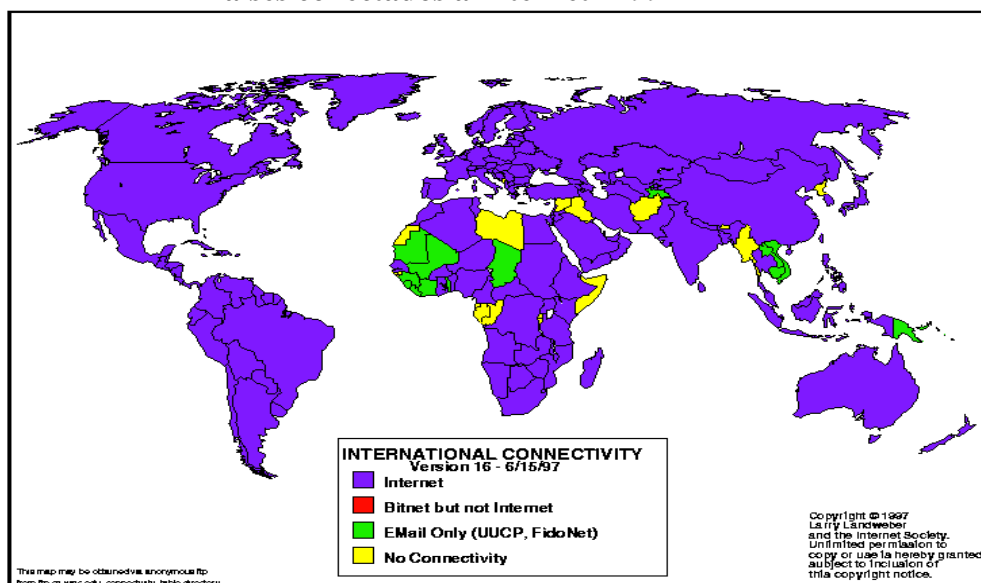 INTERNATIONAL CONNECTIVITY
Version 16 - 6/15/97
Internet
Bitnet but not Internet
EMail Only (UUCP, FidoNet)
No Connectivity
Copyright © 1997
Larry Landweber
and the Internet Society.
Unlimited permission to
copy or use is hereby granted
subject to inclusion of
this copyright notice.
This map may be obtained via anonymous ftp